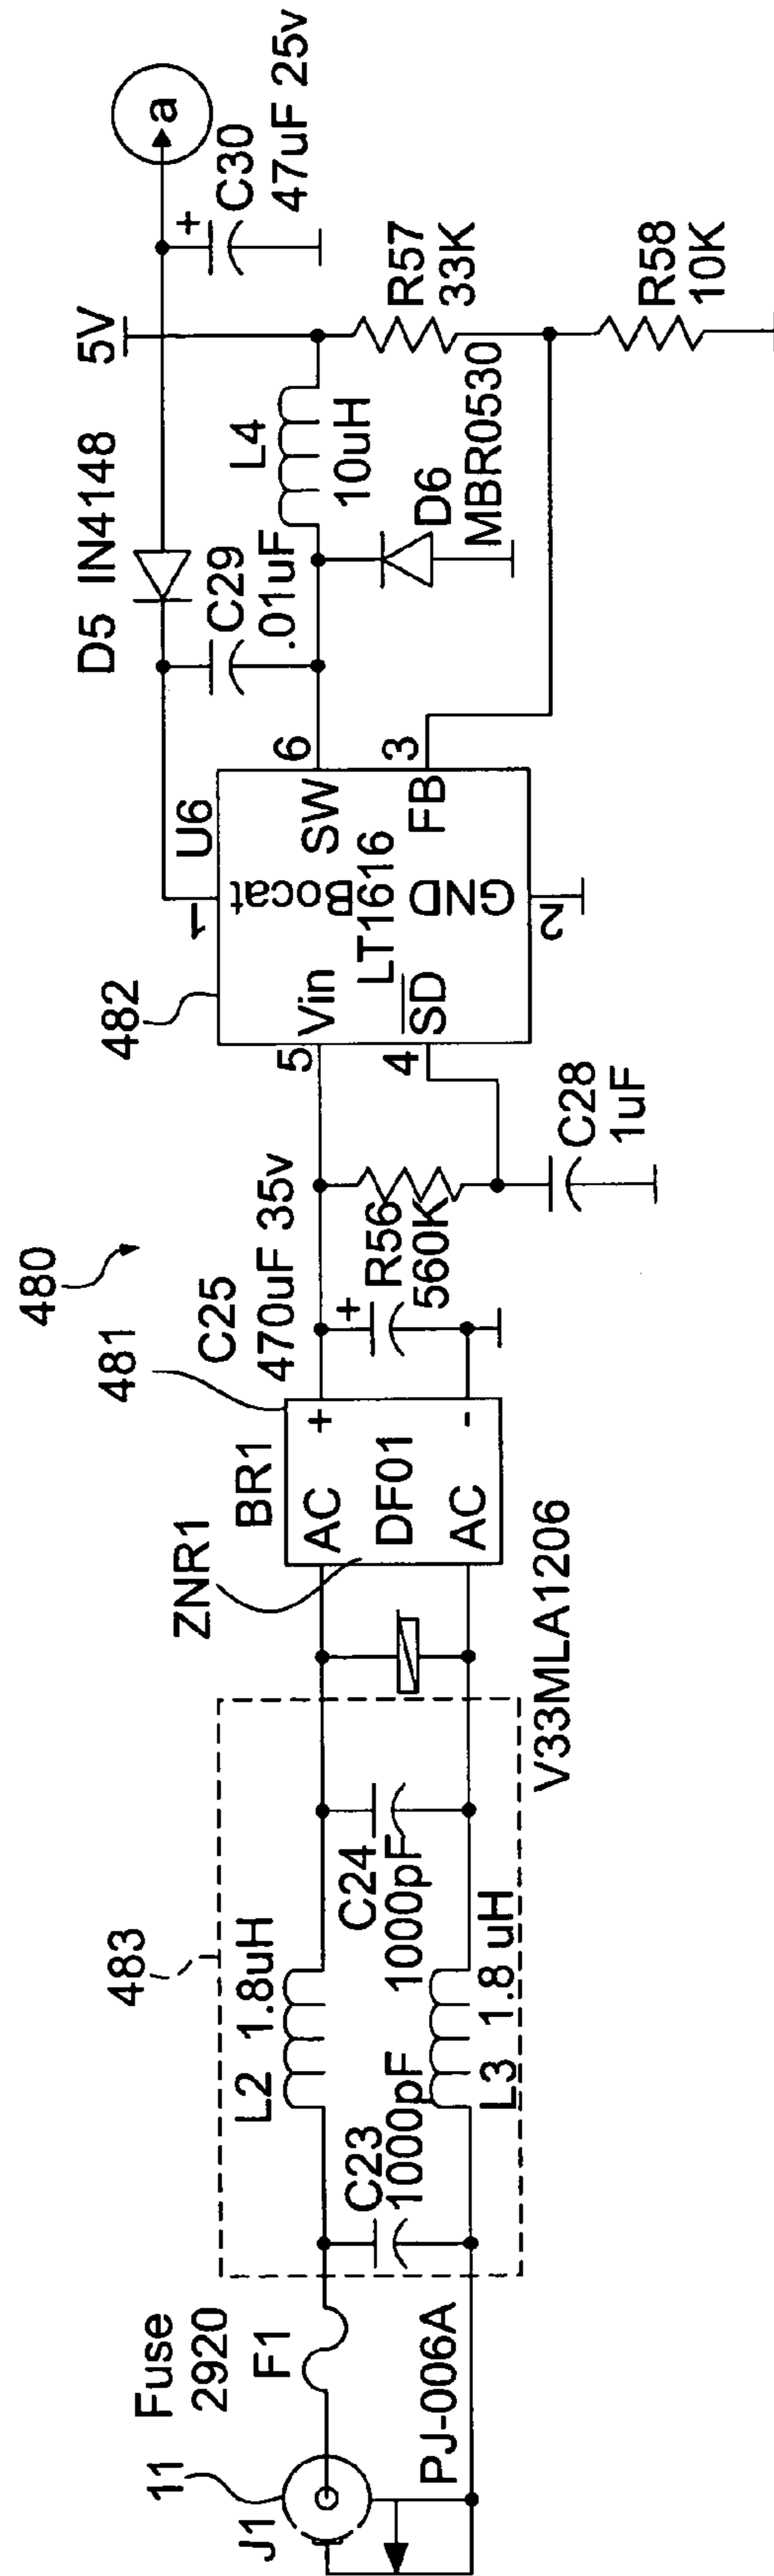 480
11
J1
Fuse
2920
F1
PJ-006A
483
L2 1.8uH
C23
1000pF
C24
1000pF
L3 1.8 uH
ZNR1
V33MLA1206
BR1
481
AC
+
DF01
AC
-
C25
470uF 35v
+
R56
560K
C28
1uF
482
U6
1
5
Vin
Bocat
SW
6
LT1616
4
SD
GND
FB
3
2
D5 IN4148
C29
.01uF
L4
10uH
D6
MBR0530
5V
R57
33K
R58
10K
+
C30
47uF 25v
a